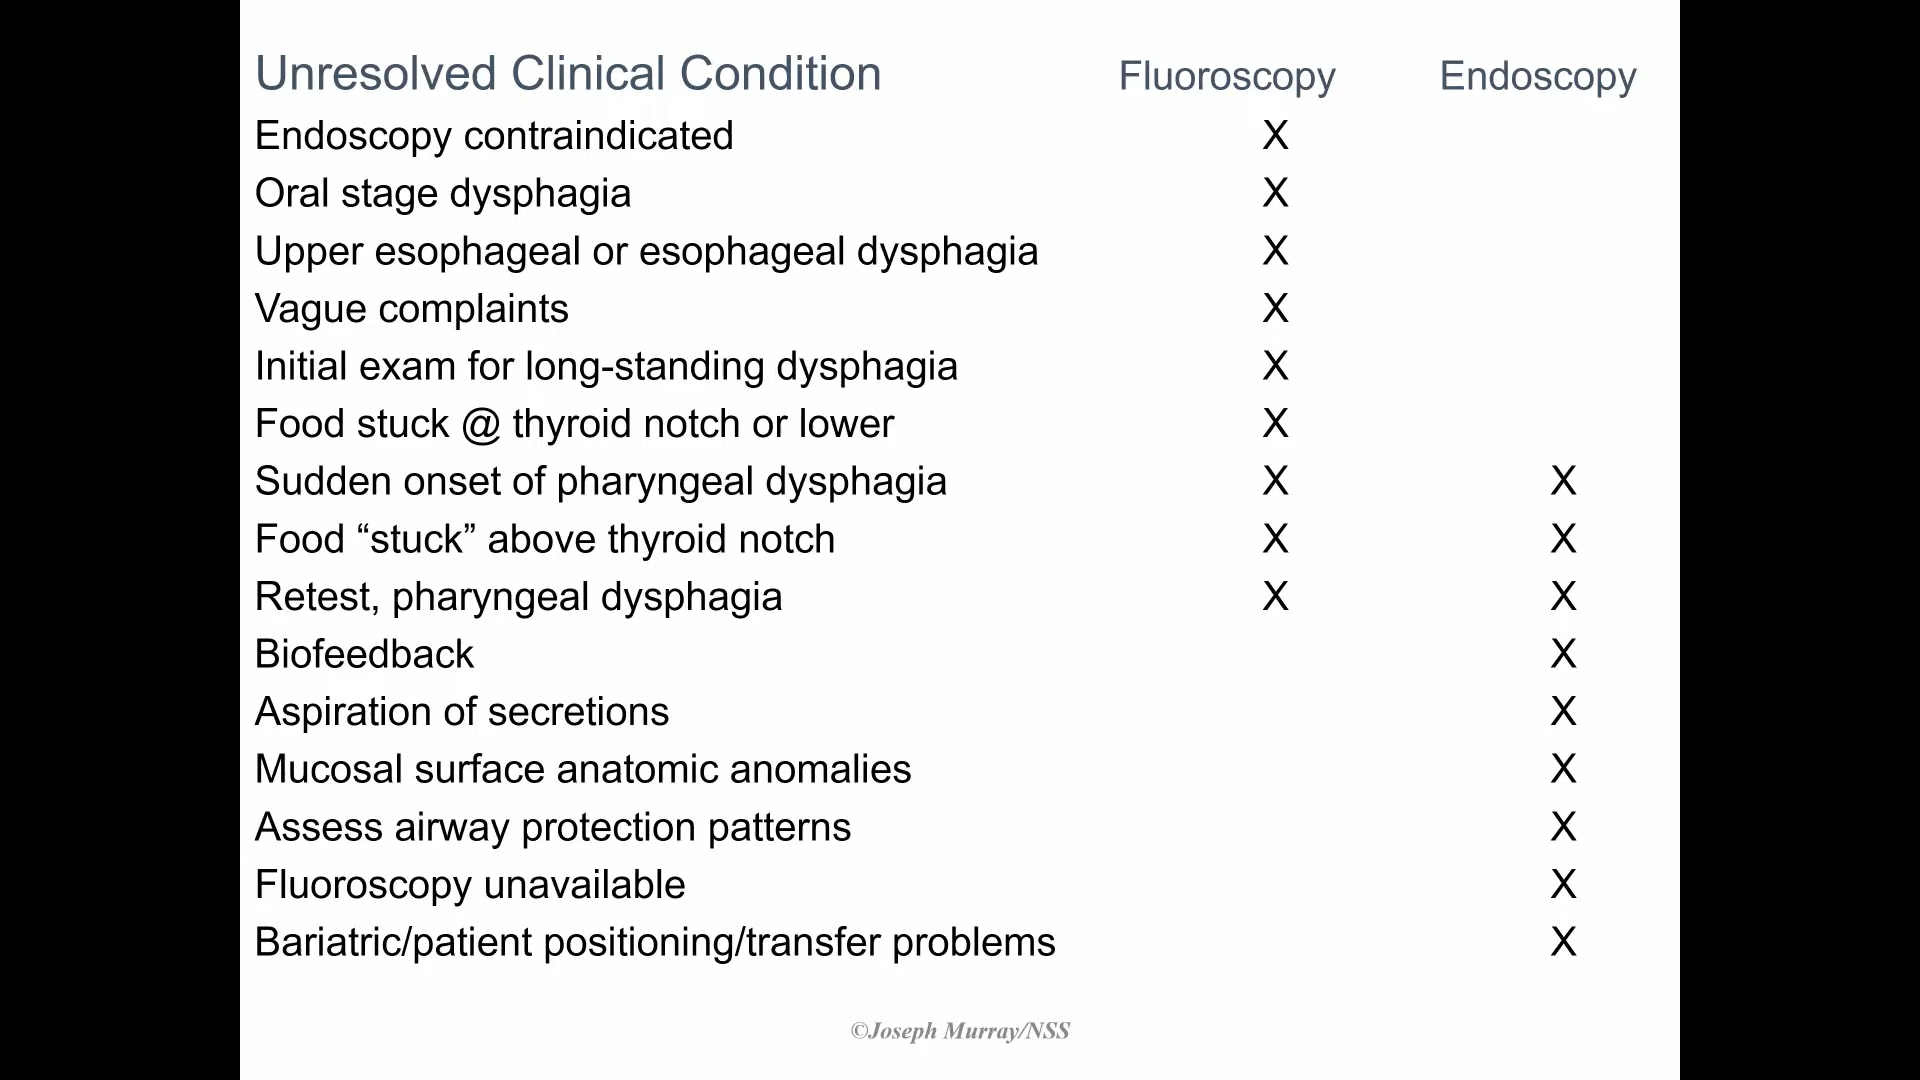 Unresolved Clinical Condition Fluoroscopy Endoscopy
Endoscopy contraindicated X
Oral stage dysphagia X
Upper esophageal or esophageal dysphagia X
Vague complaints X
Initial exam for long-standing dysphagia X
Food stuck @ thyroid notch or lower X
Sudden onset of pharyngeal dysphagia X X
Food “stuck” above thyroid notch X X
Retest, pharyngeal dysphagia X X
Biofeedback X
Aspiration of secretions X
Mucosal surface anatomic anomalies X
Assess airway protection patterns X
Fluoroscopy unavailable X
Bariatric/patient positioning/transfer problems X
©Joseph Murray/NSS